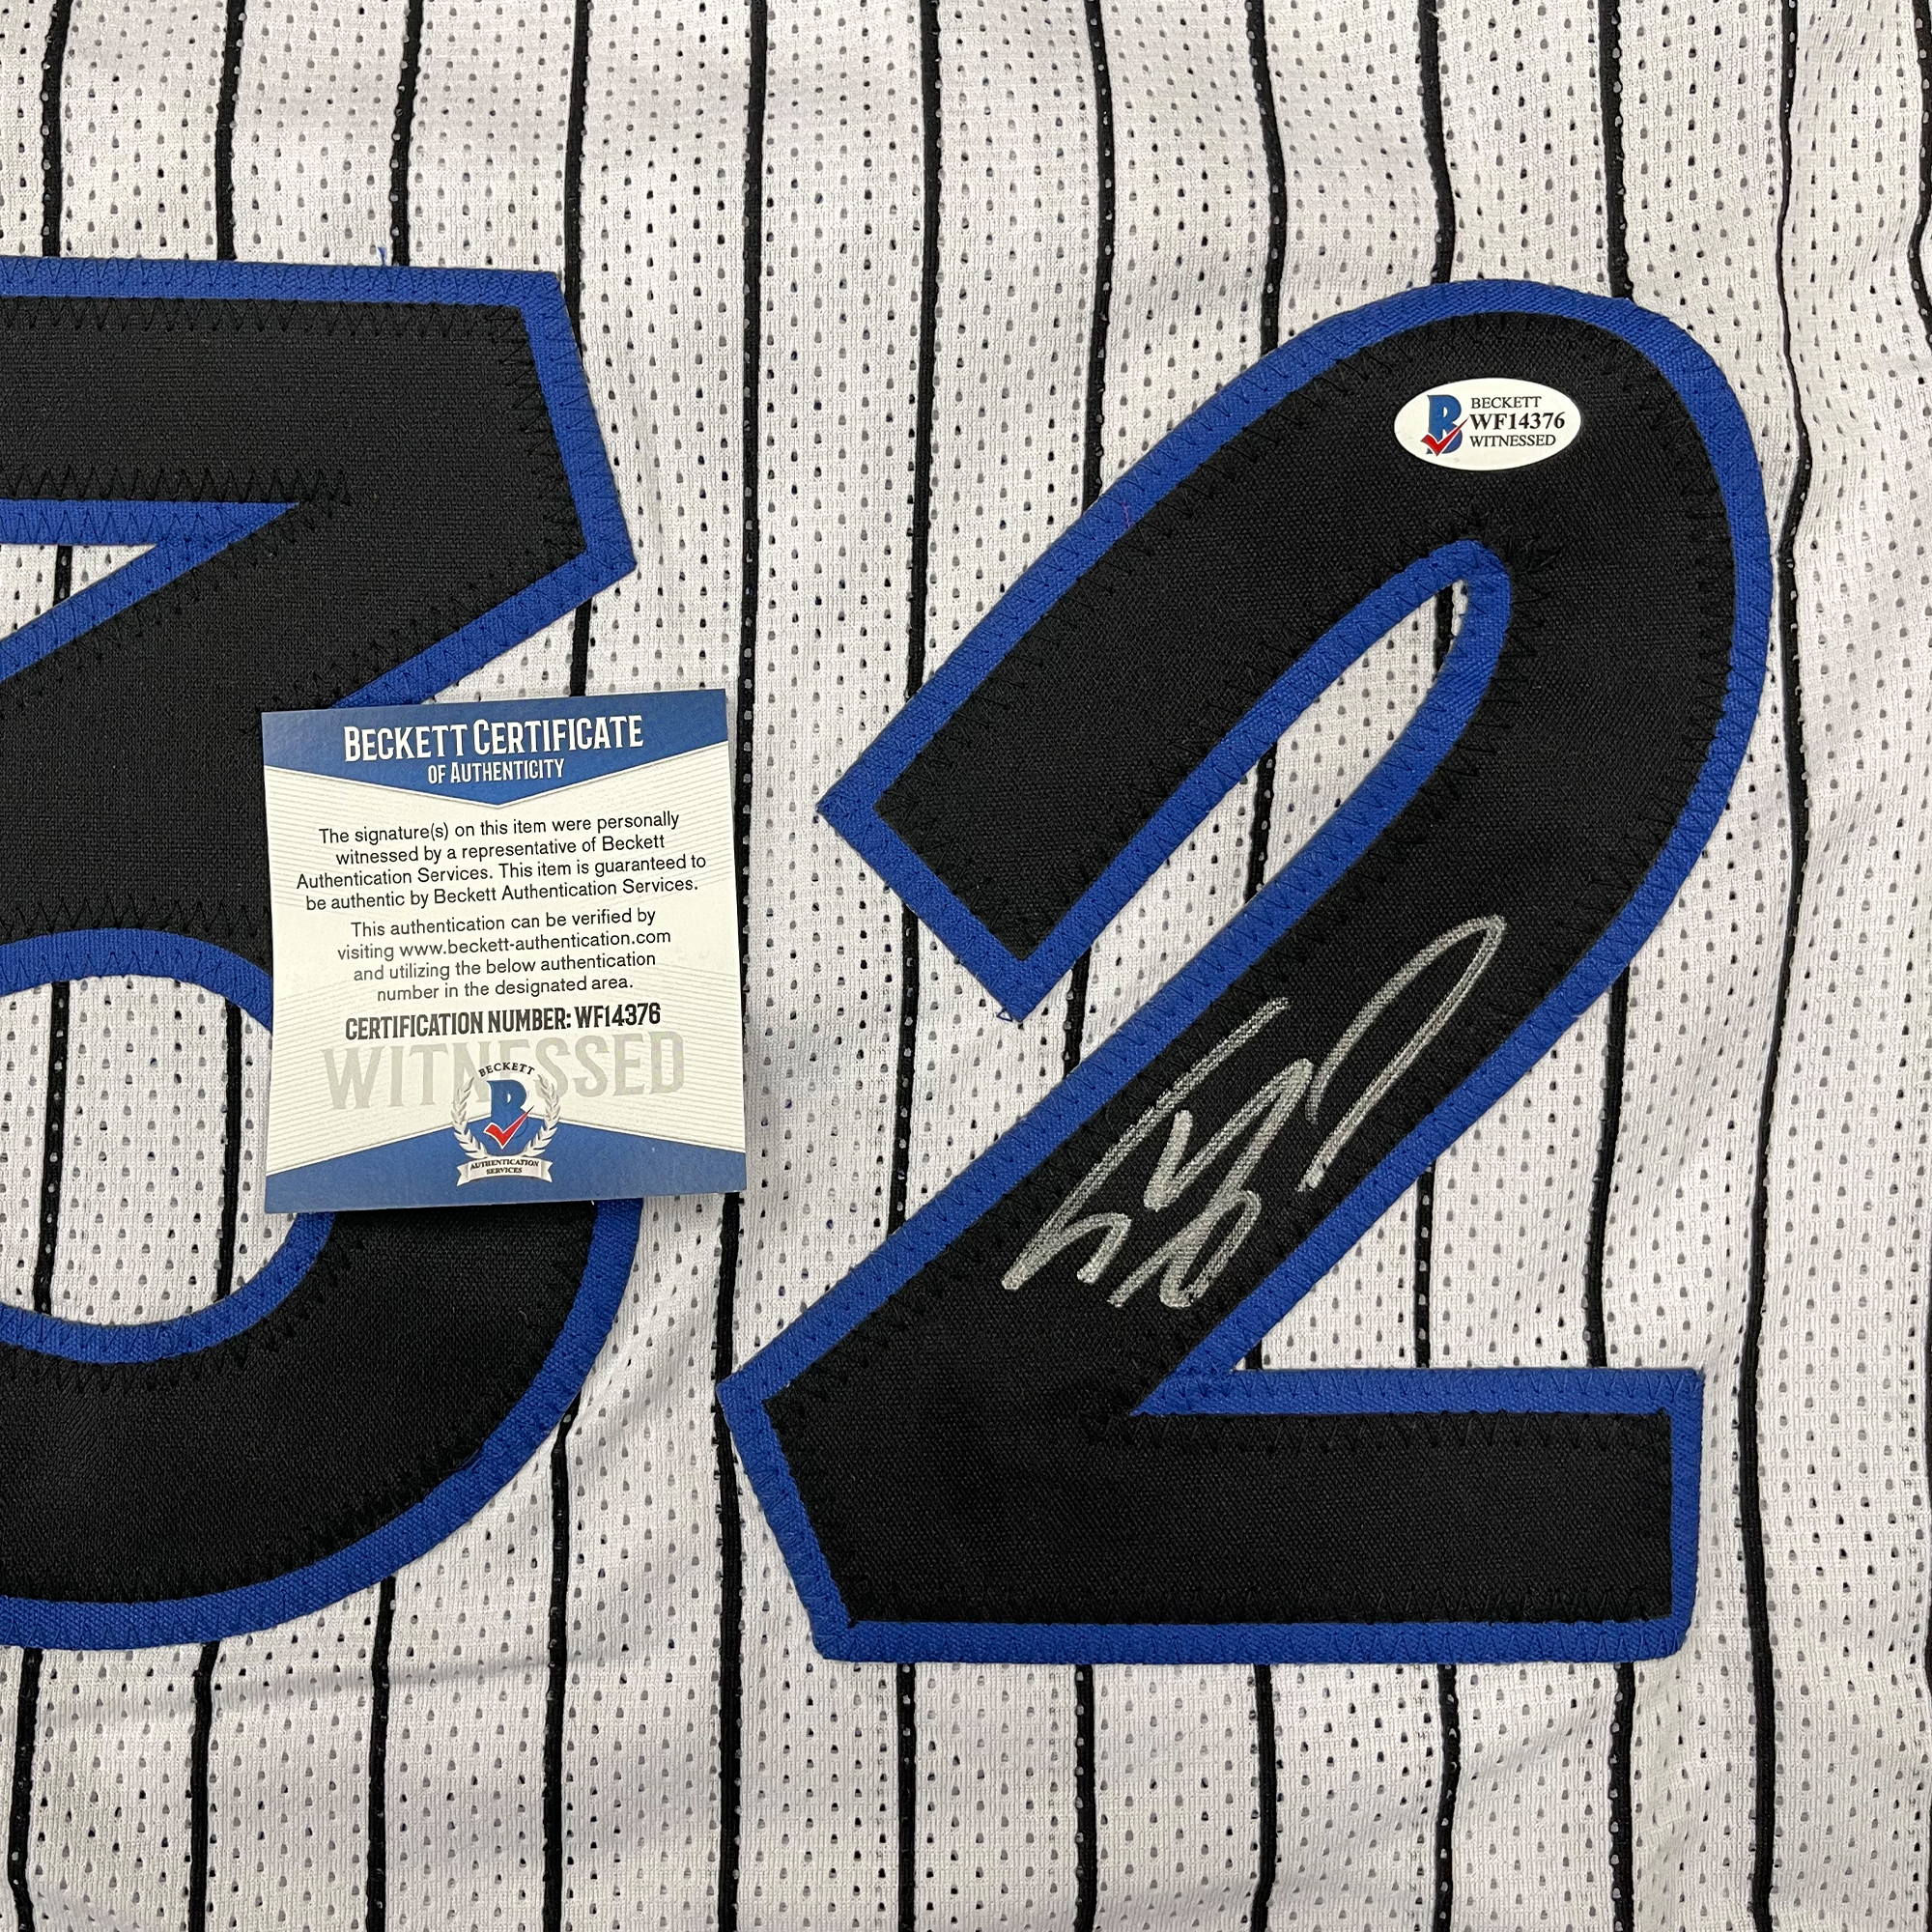 32
BECKETT
WF14376
WITNESSED
BECKETT CERTIFICATE
OF AUTHENTICITY
The signature(s) on this item were personally
witnessed by a representative of Beckett
Authentication Services. This item is guaranteed to
be authentic by Beckett Authentication Services.
This authentication can be verified by
visiting www.beckett-authentication.com
and utilizing the below authentication
number in the designated area.
CERTIFICATION NUMBER: WF14376
WITNESSED
BECKETT
B
AUTHENTICATION
SERVICES